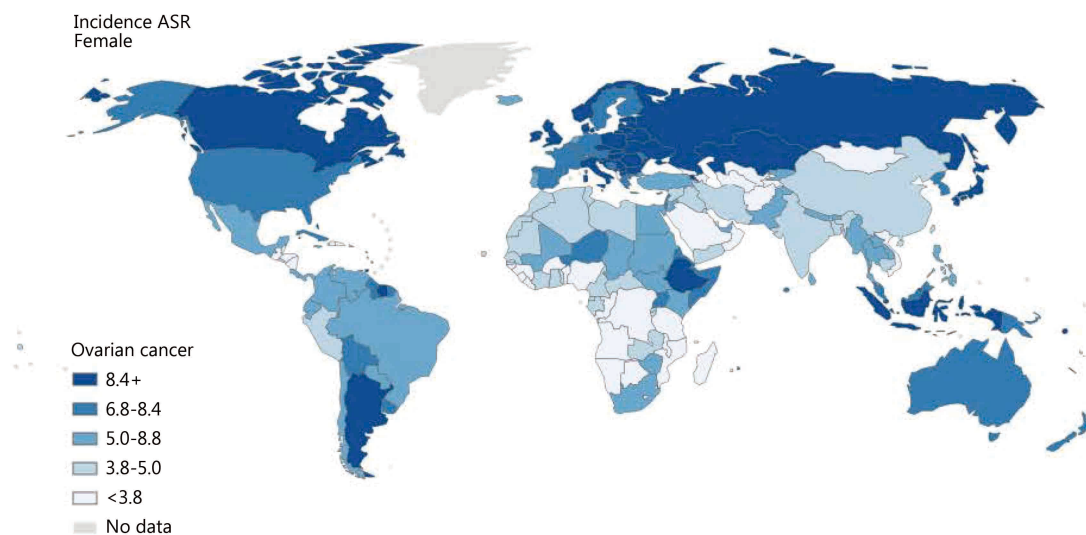 Incidence ASR
Female
Ovarian cancer
8.4+
6.8-8.4
5.0-8.8
3.8-5.0
<3.8
No data